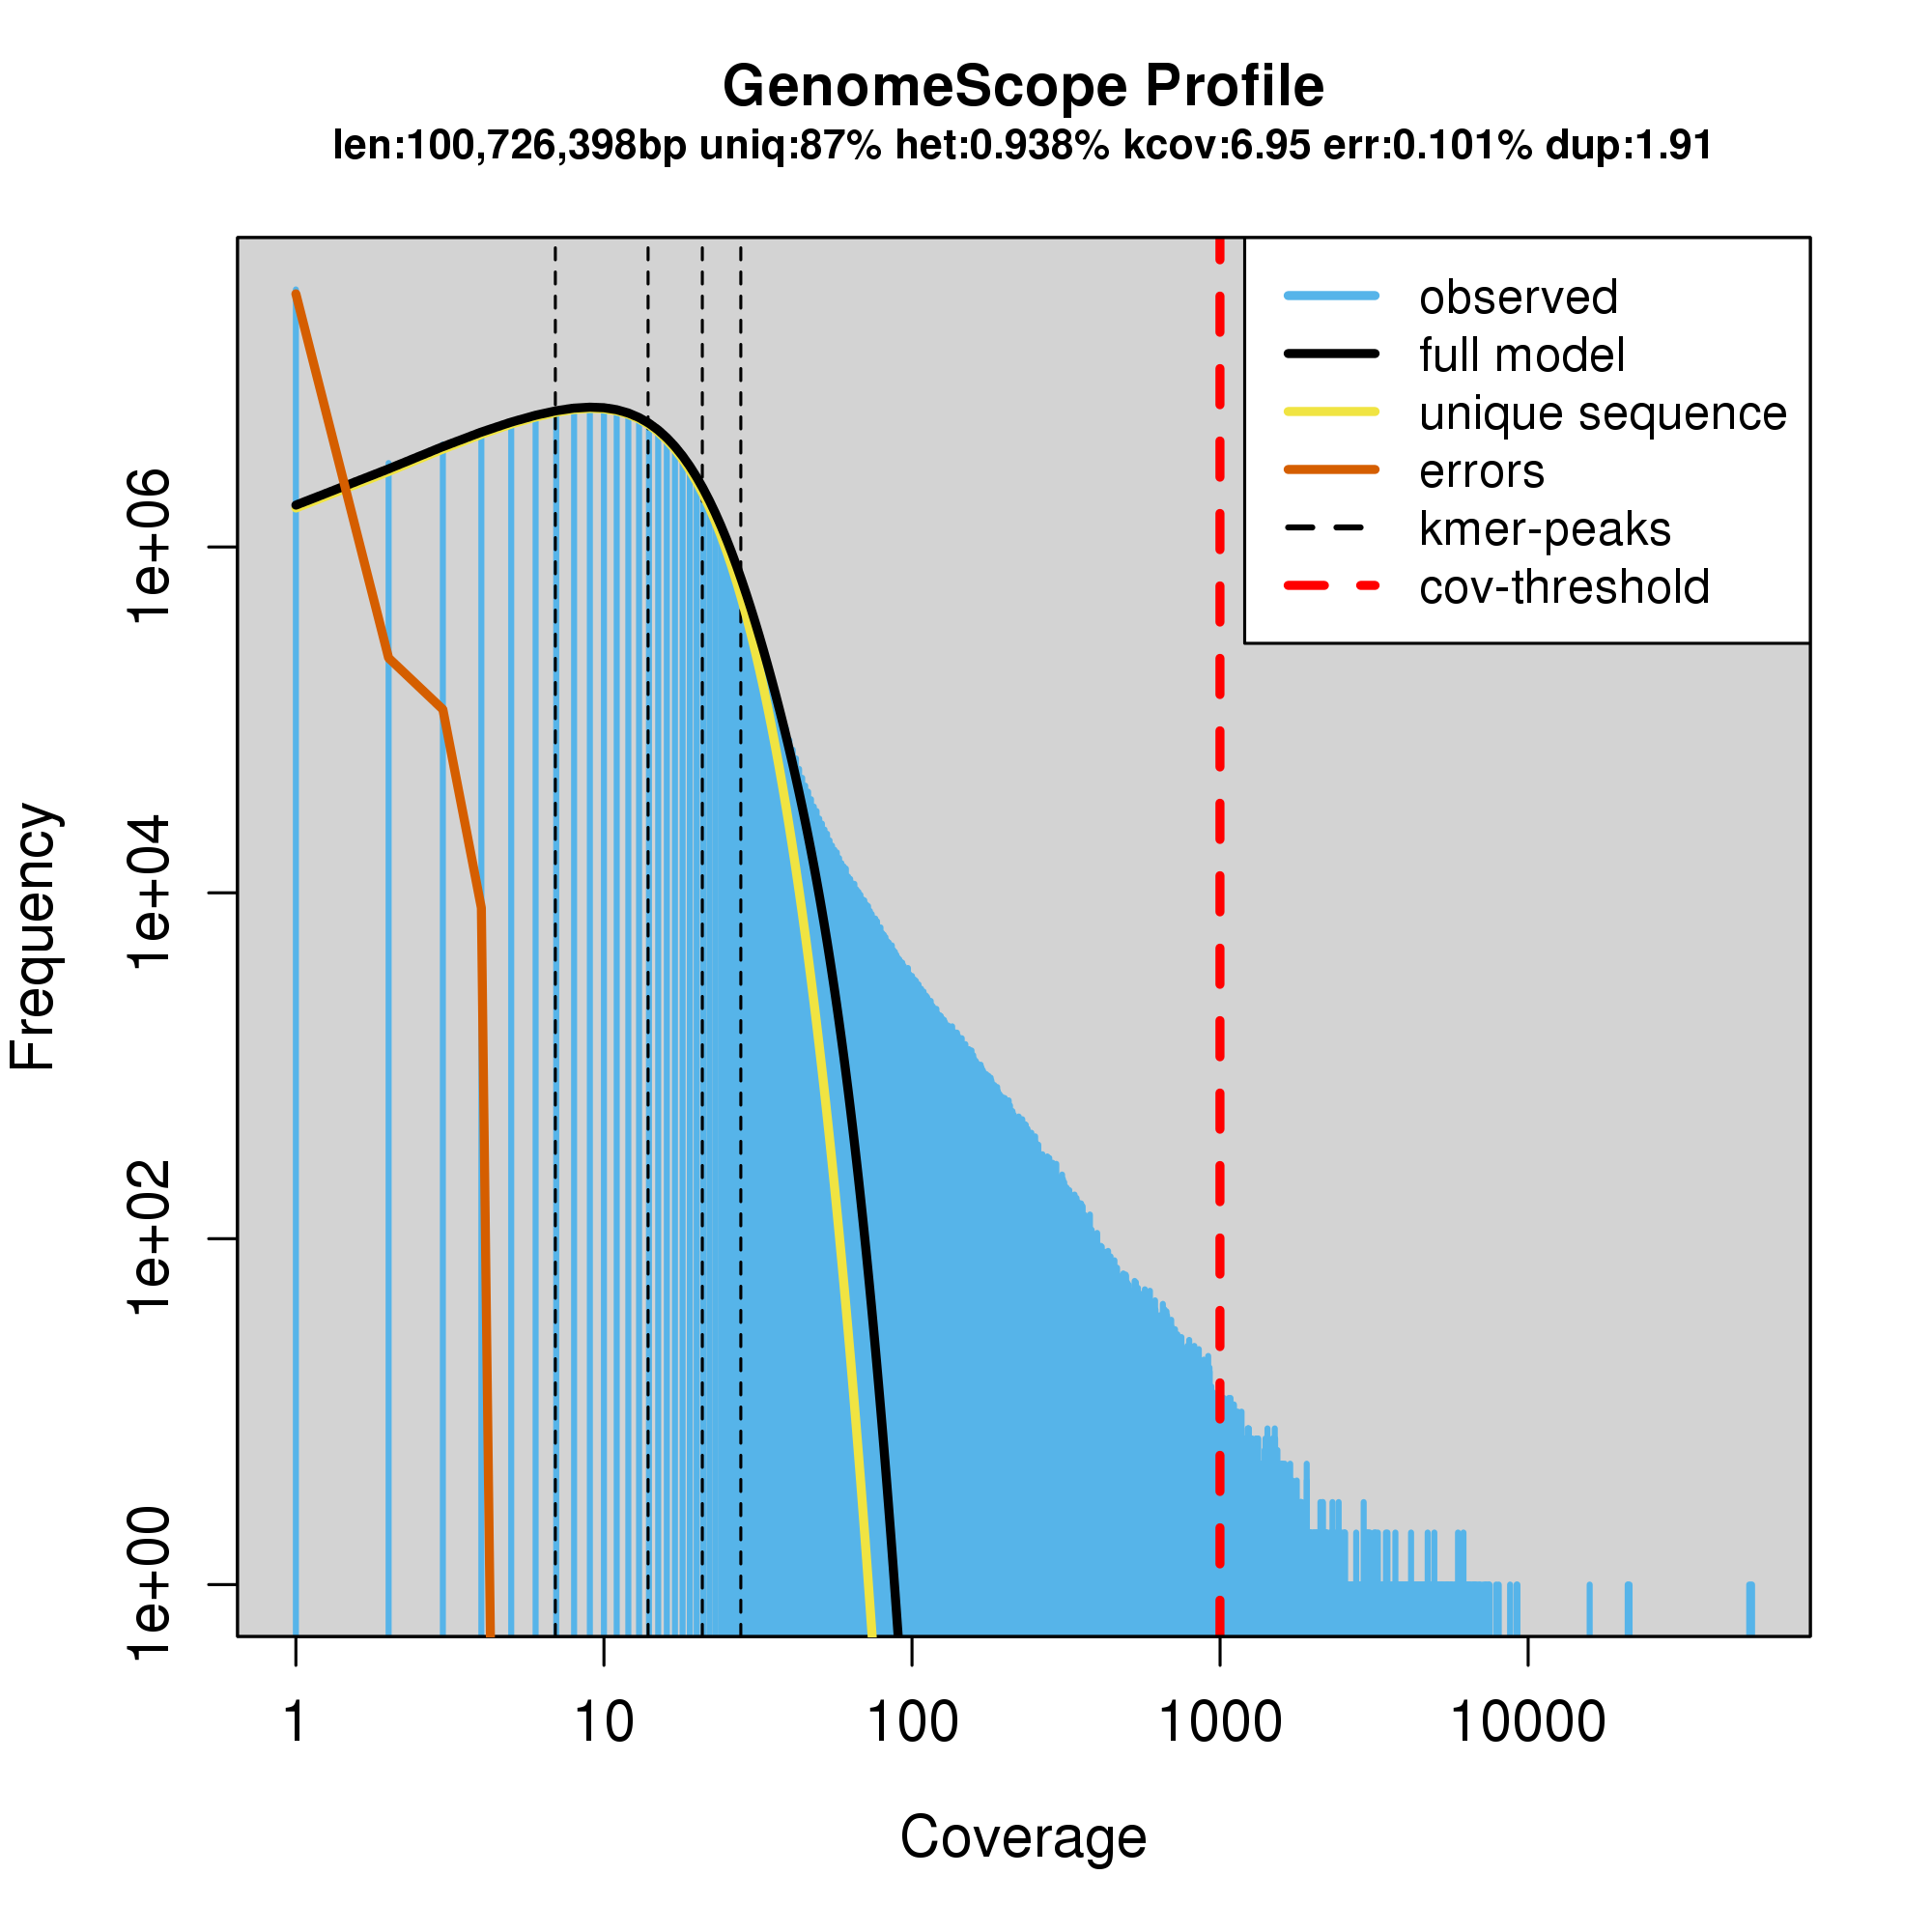 GenomeScope Profile
len:100,726,398bp uniq:87% het:0.938% kcov:6.95 err:0.101% dup:1.91
observed
full model
unique sequence
errors
kmer-peaks
cov-threshold
Frequency
1e+06
1e+04
1e+02
1e+00
1 10 100 1000 10000
Coverage